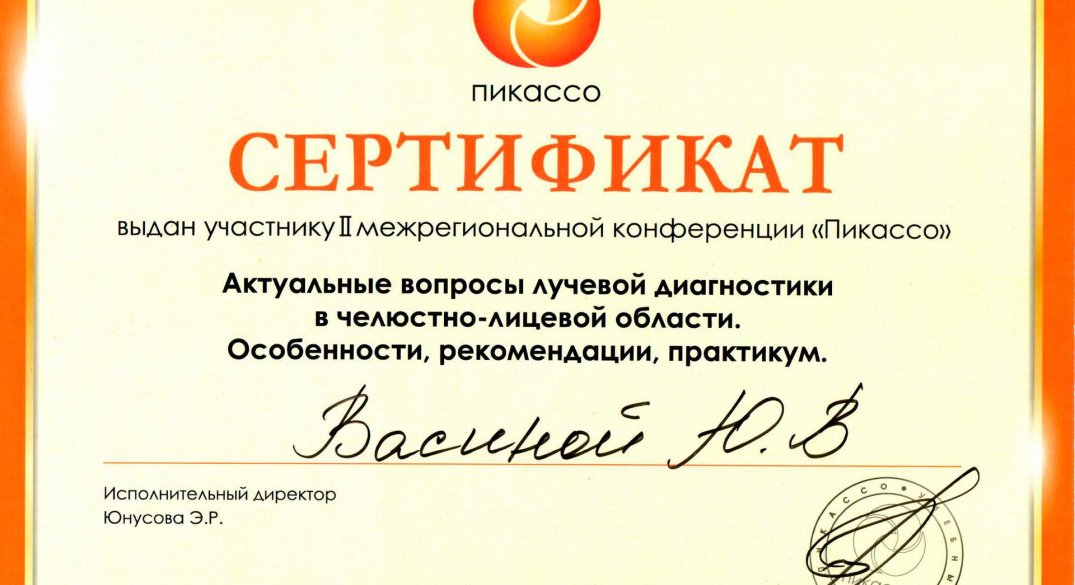 ПИКАССО
СЕРТИФИКАТ
выдан участнику II межрегиональной конференции «Пикассо»
Актуальные вопросы лучевой диагностики
в челюстно-лицевой области.
Особенности, рекомендации, практикум.
Васиной Ю.В
Исполнительный директор
Юнусова Э.Р.
ПИКАССО